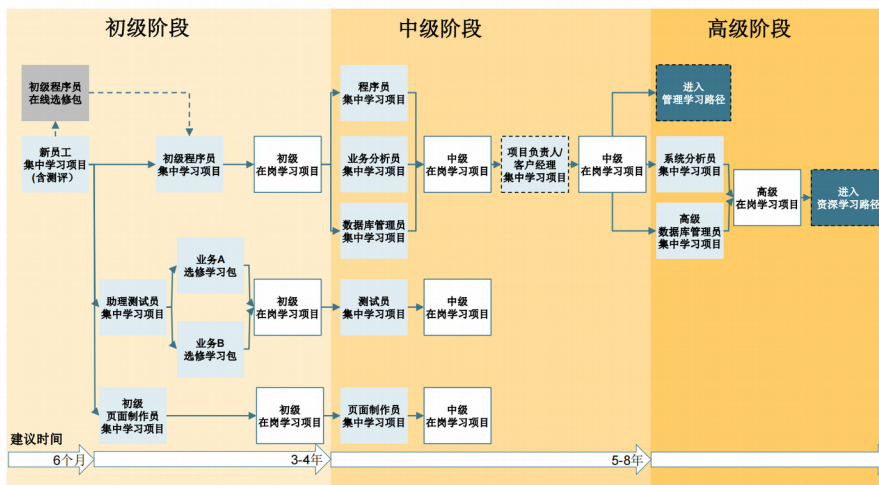 初级阶段
中级阶段
高级阶段
初级程序员
在线选修包
程序员
集中学习项目
进入
管理学习路径
新员工
集中学习项目
(含测评)
初级程序员
集中学习项目
初级
在岗学习项目
业务分析员
集中学习项目
中级
在岗学习项目
项目负责人/
客户经理
集中学习项目
中级
在岗学习项目
系统分析员
集中学习项目
高级
在岗学习项目
进入
资深学习路径
数据库管理员
集中学习项目
高级
数据库管理员
集中学习项目
业务A
选修学习包
助理测试员
集中学习项目
初级
在岗学习项目
测试员
集中学习项目
中级
在岗学习项目
业务B
选修学习包
初级
页面制作员
集中学习项目
初级
在岗学习项目
页面制作员
集中学习项目
中级
在岗学习项目
建议时间
6个月
3-4年
5-8年